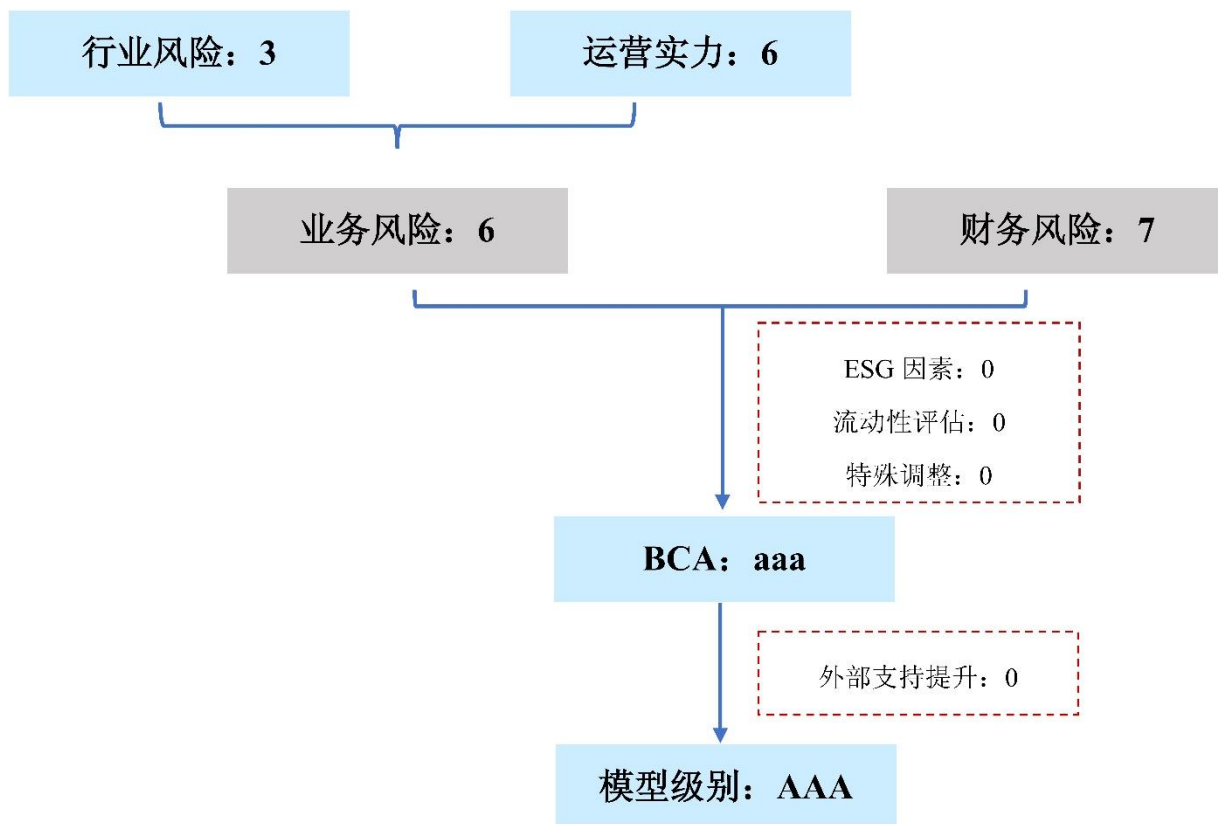 行业风险：3
运营实力：6
业务风险：6
财务风险：7
ESG 因素：0
流动性评估：0
特殊调整：0
BCA：aaa
外部支持提升：0
模型级别：AAA